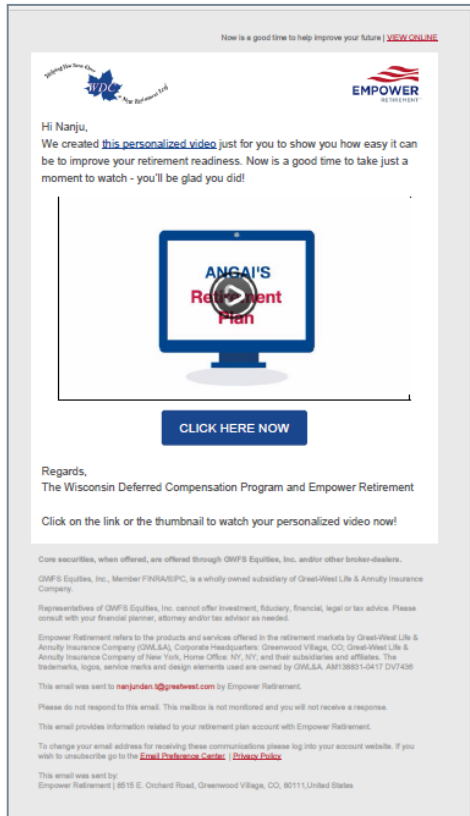 Now is a good time to help improve your future | VIEW ONLINE
Helping You Now For...
WDC
a New Retirement Leaf
EMPOWER
RETIREMENT
Hi Nanju,
We created this personalized video just for you to show you how easy it can
be to improve your retirement readiness. Now is a good time to take just a
moment to watch - you'll be glad you did!
ANGAI'S
Retirement
Plan
CLICK HERE NOW
Regards,
The Wisconsin Deferred Compensation Program and Empower Retirement
Click on the link or the thumbnail to watch your personalized video now!
Core securities, when offered, are offered through GWFS Equities, Inc. and/or other broker-dealers.
GWFS Equities, Inc., Member FINRA/SIPC, is a wholly owned subsidiary of Great-West Life & Annuity Insurance
Company.
Representatives of GWFS Equities, Inc. cannot offer investment, fiduciary, financial, legal or tax advice. Please
consult with your financial planner, attorney and/or tax advisor as needed.
Empower Retirement refers to the products and services offered in the retirement markets by Great-West Life &
Annuity Insurance Company (GWL&A), Corporate Headquarters: Greenwood Village, CO; Great-West Life &
Annuity Insurance Company of New York, Home Office: NY, NY; and their subsidiaries and affiliates. The
trademarks, logos, service marks and design elements used are owned by GWL&A. AM138831-0417 DV7436
This email was sent to nanjundan.t@greatwest.com by Empower Retirement.
Please do not respond to this email. This mailbox is not monitored and you will not receive a response.
This email provides information related to your retirement plan account with Empower Retirement.
To change your email address for receiving these communications please log into your account website. If you
wish to unsubscribe go to the Email Preference Center. | Privacy Policy
This email was sent by:
Empower Retirement | 8515 E. Orchard Road, Greenwood Village, CO, 80111,United States